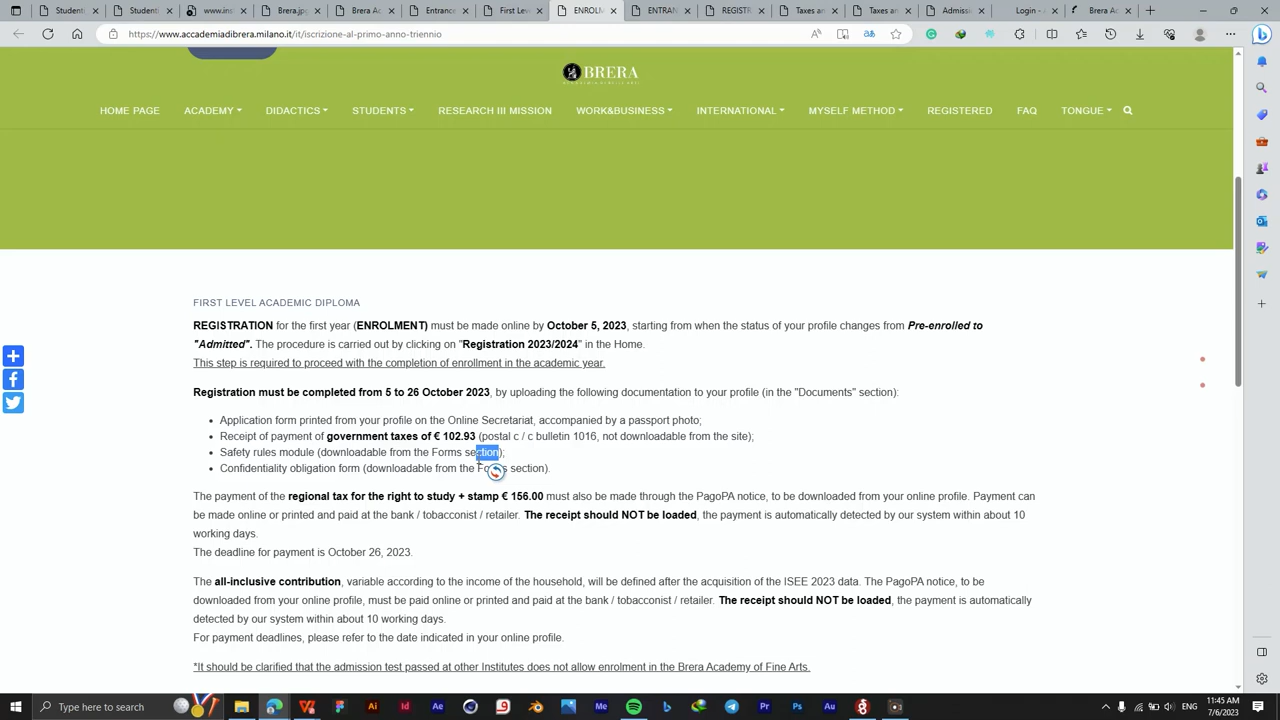 Bando
Didatti
Students
Propeda
ENROLM
ENTRAN
REGISTR
Taxes an
Taxes an
Login
Brera Ac
Admissi
https://www.accademiadibrera.milano.it/it/iscrizione-al-primo-anno-triennio
BRERA
HOME PAGE ACADEMY DIDACTICS STUDENTS RESEARCH III MISSION WORK&BUSINESS INTERNATIONAL MYSELF METHOD REGISTERED FAQ TONGUE
FIRST LEVEL ACADEMIC DIPLOMA
REGISTRATION for the first year (ENROLMENT) must be made online by October 5, 2023, starting from when the status of your profile changes from Pre-enrolled to
"Admitted". The procedure is carried out by clicking on "Registration 2023/2024" in the Home.
This step is required to proceed with the completion of enrollment in the academic year.
Registration must be completed from 5 to 26 October 2023, by uploading the following documentation to your profile (in the "Documents" section):
• Application form printed from your profile on the Online Secretariat, accompanied by a passport photo;
• Receipt of payment of government taxes of € 102.93 (postal c / c bulletin 1016, not downloadable from the site);
• Safety rules module (downloadable from the Forms section);
• Confidentiality obligation form (downloadable from the Forms section).
The payment of the regional tax for the right to study + stamp € 156.00 must also be made through the PagoPA notice, to be downloaded from your online profile. Payment can
be made online or printed and paid at the bank / tobacconist / retailer. The receipt should NOT be loaded, the payment is automatically detected by our system within about 10
working days.
The deadline for payment is October 26, 2023.
The all-inclusive contribution, variable according to the income of the household, will be defined after the acquisition of the ISEE 2023 data. The PagoPA notice, to be
downloaded from your online profile, must be paid online or printed and paid at the bank / tobacconist / retailer. The receipt should NOT be loaded, the payment is automatically
detected by our system within about 10 working days.
For payment deadlines, please refer to the date indicated in your online profile.
*It should be clarified that the admission test passed at other Institutes does not allow enrolment in the Brera Academy of Fine Arts.
Type here to search
11:45 AM
7/6/2023